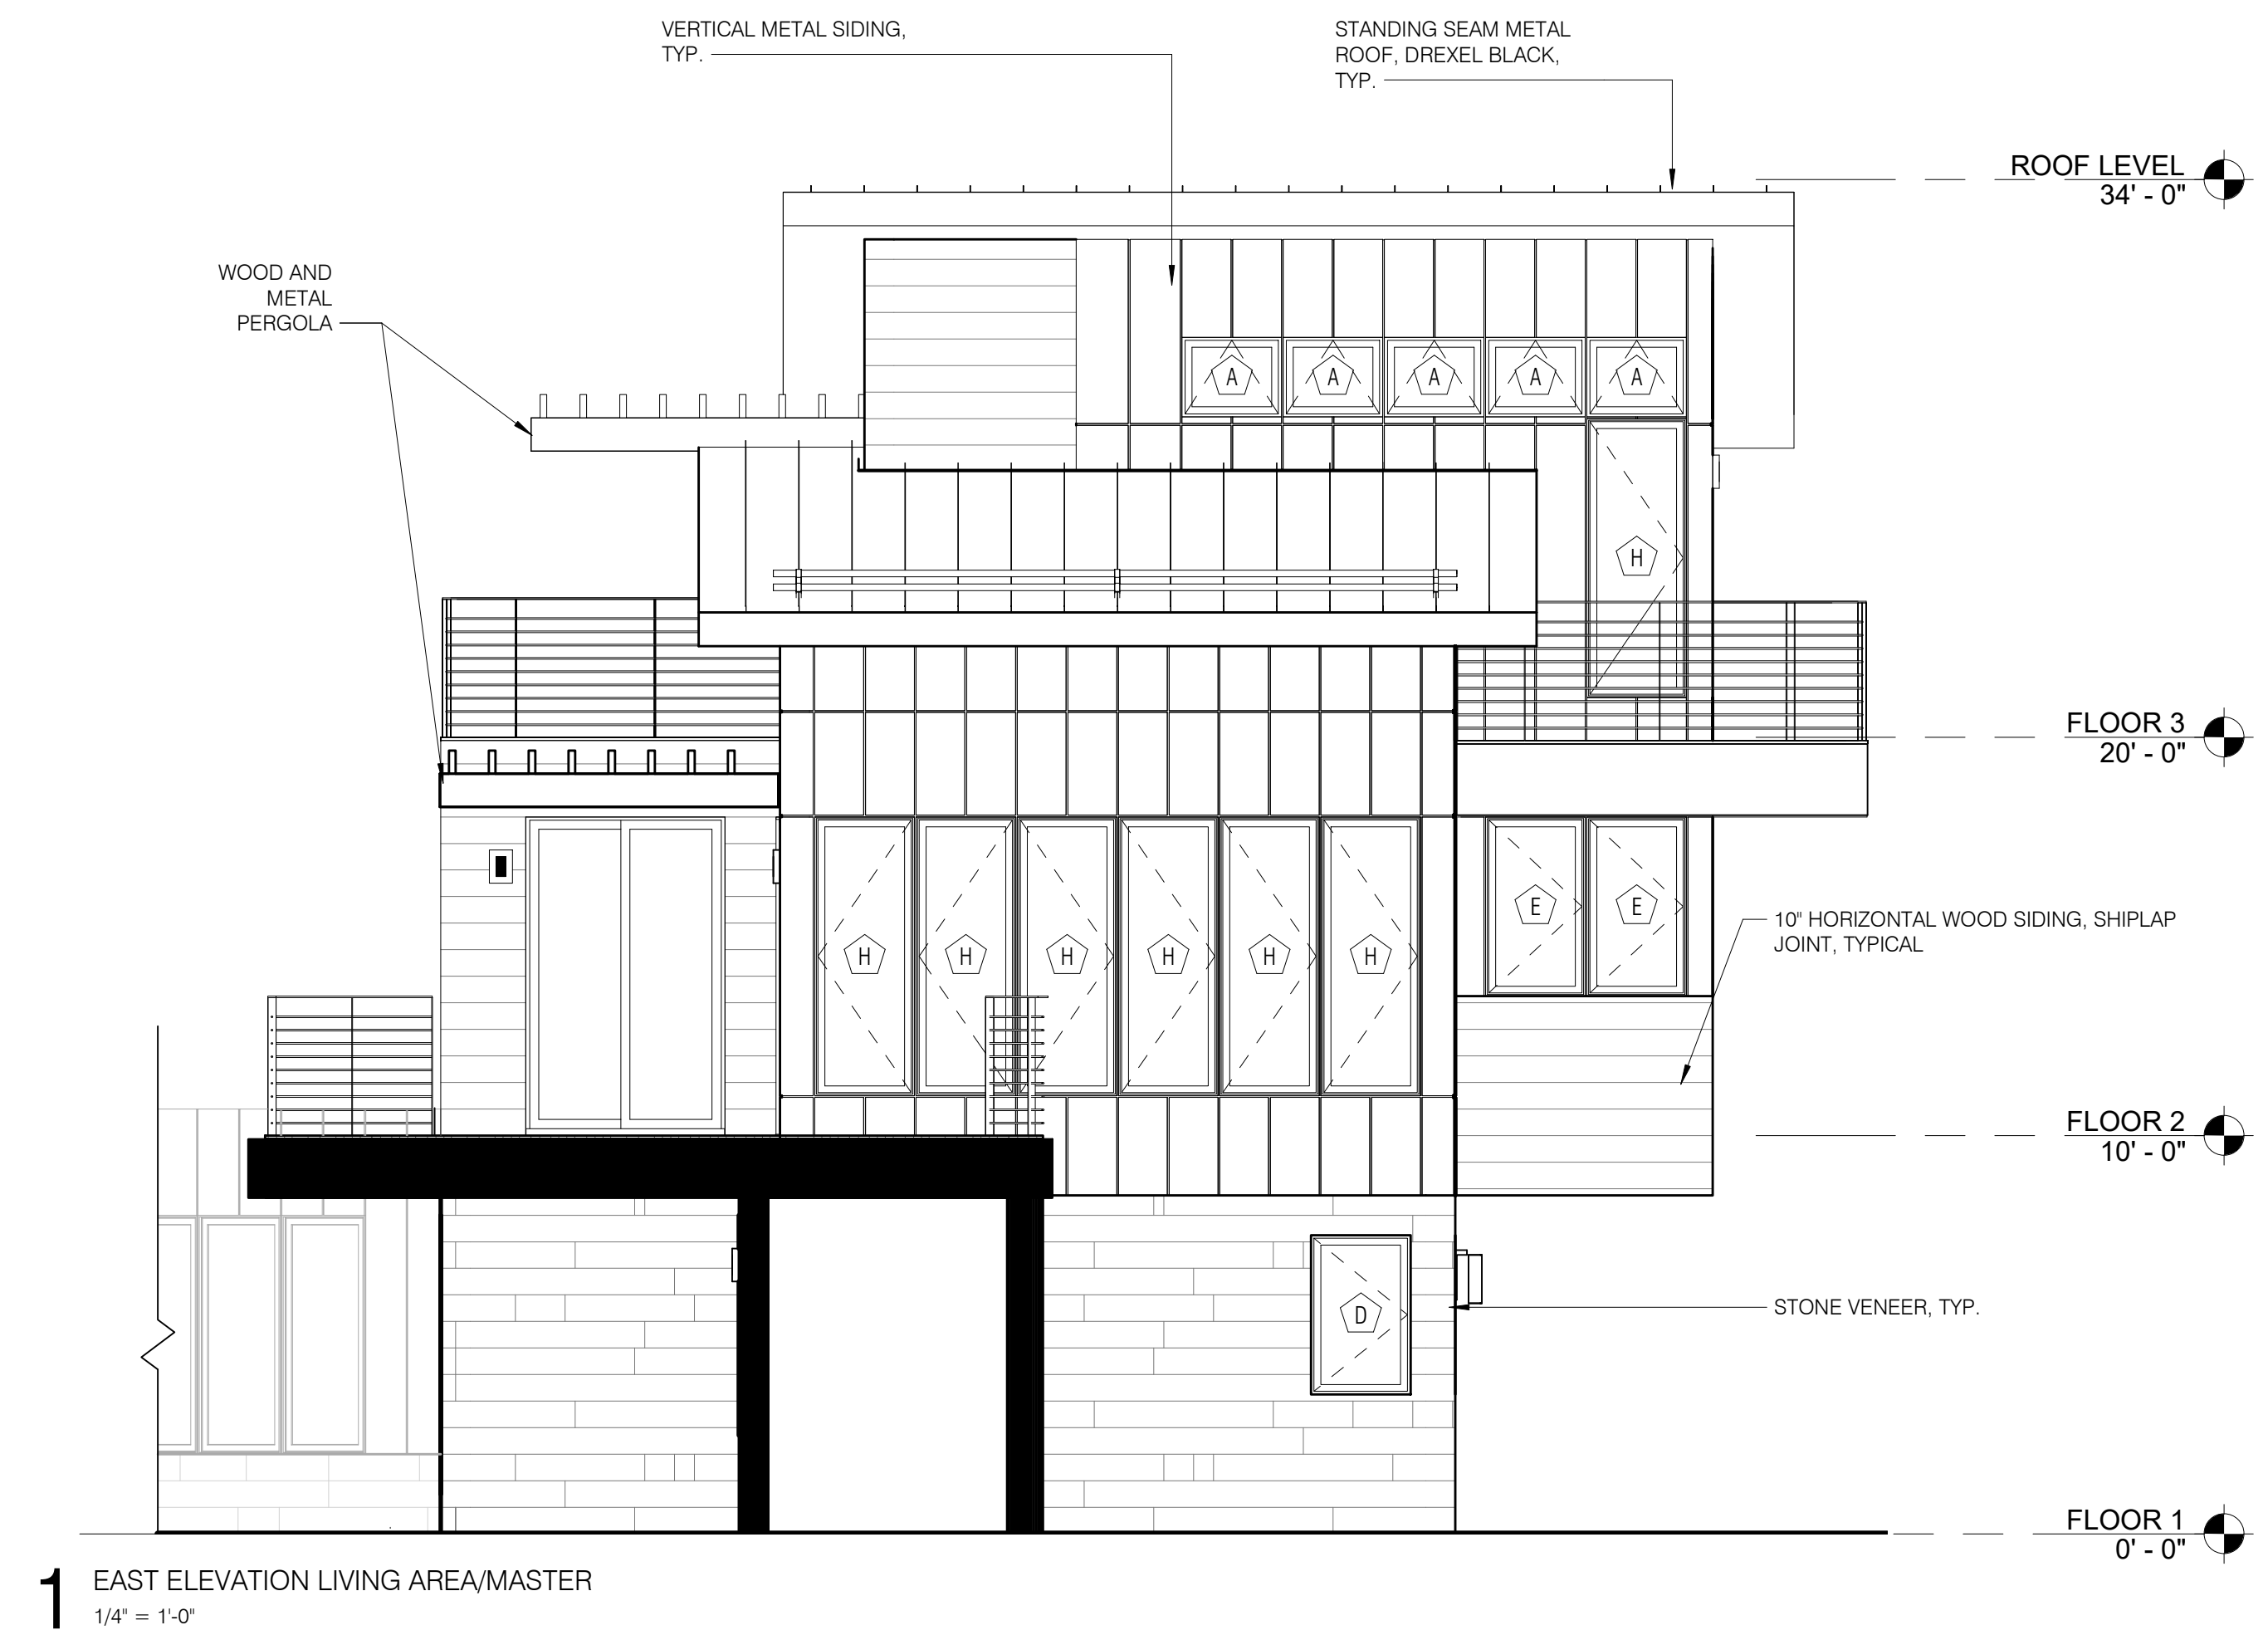 VERTICAL METAL SIDING,
TYP.
STANDING SEAM METAL
ROOF, DREXEL BLACK,
TYP.
ROOF LEVEL
34' - 0"
WOOD AND
METAL
PERGOLA
A A A A A
H
FLOOR 3
20' - 0"
E E
10" HORIZONTAL WOOD SIDING, SHIPLAP
JOINT, TYPICAL
H H H H H H
FLOOR 2
10' - 0"
D
STONE VENEER, TYP.
FLOOR 1
0' - 0"
1 EAST ELEVATION LIVING AREA/MASTER
1/4" = 1'-0"